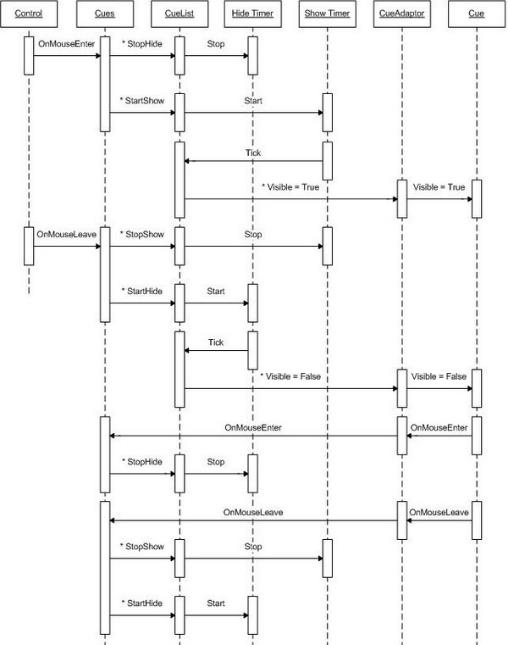 Control Cues CueList Hide Timer Show Timer CueAdaptor Cue
OnMouseEnter * StopHide Stop
* StartShow Start
Tick
* Visible = True Visible = True
OnMouseLeave * StopShow Stop
* StartHide Start
Tick
* Visible = False Visible = False
OnMouseEnter OnMouseEnter
* StopHide Stop
OnMouseLeave OnMouseLeave
* StopShow Stop
* StartHide Start